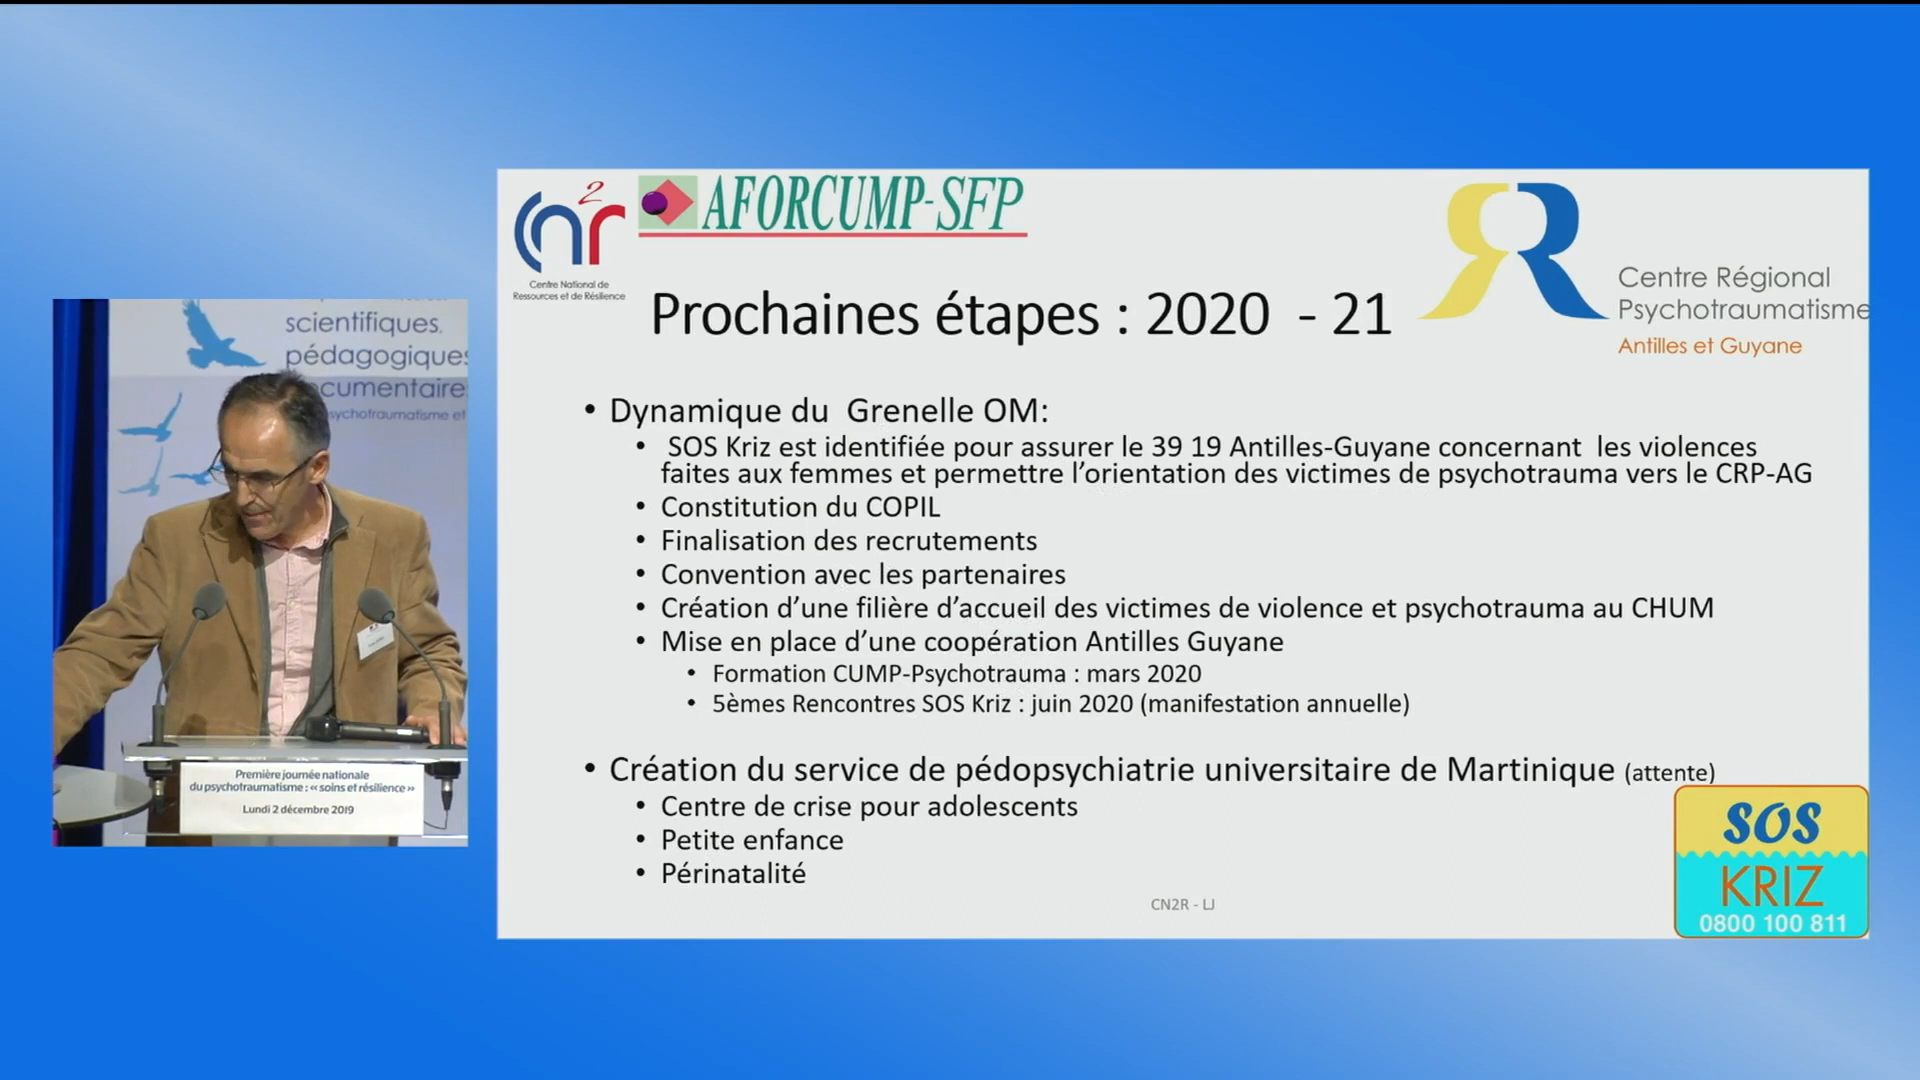 scientifiques,
pédagogiques
documentaire
psychotraumatisme et
Première journée nationale
du psychotraumatisme : « soins et résilience »
Lundi 2 décembre 2019
Cn2r
Centre National de
Ressources et de Résilience
AFORCUMP-SFP
Centre Régional
Psychotraumatisme
Antilles et Guyane
Prochaines étapes : 2020 - 21
• Dynamique du Grenelle OM:
• SOS Kriz est identifiée pour assurer le 39 19 Antilles-Guyane concernant les violences
faites aux femmes et permettre l’orientation des victimes de psychotrauma vers le CRP-AG
• Constitution du COPIL
• Finalisation des recrutements
• Convention avec les partenaires
• Création d’une filière d’accueil des victimes de violence et psychotrauma au CHUM
• Mise en place d’une coopération Antilles Guyane
• Formation CUMP-Psychotrauma : mars 2020
• 5èmes Rencontres SOS Kriz : juin 2020 (manifestation annuelle)
• Création du service de pédopsychiatrie universitaire de Martinique (attente)
• Centre de crise pour adolescents
• Petite enfance
• Périnatalité
CN2R - LJ
SOS
KRIZ
0800 100 811